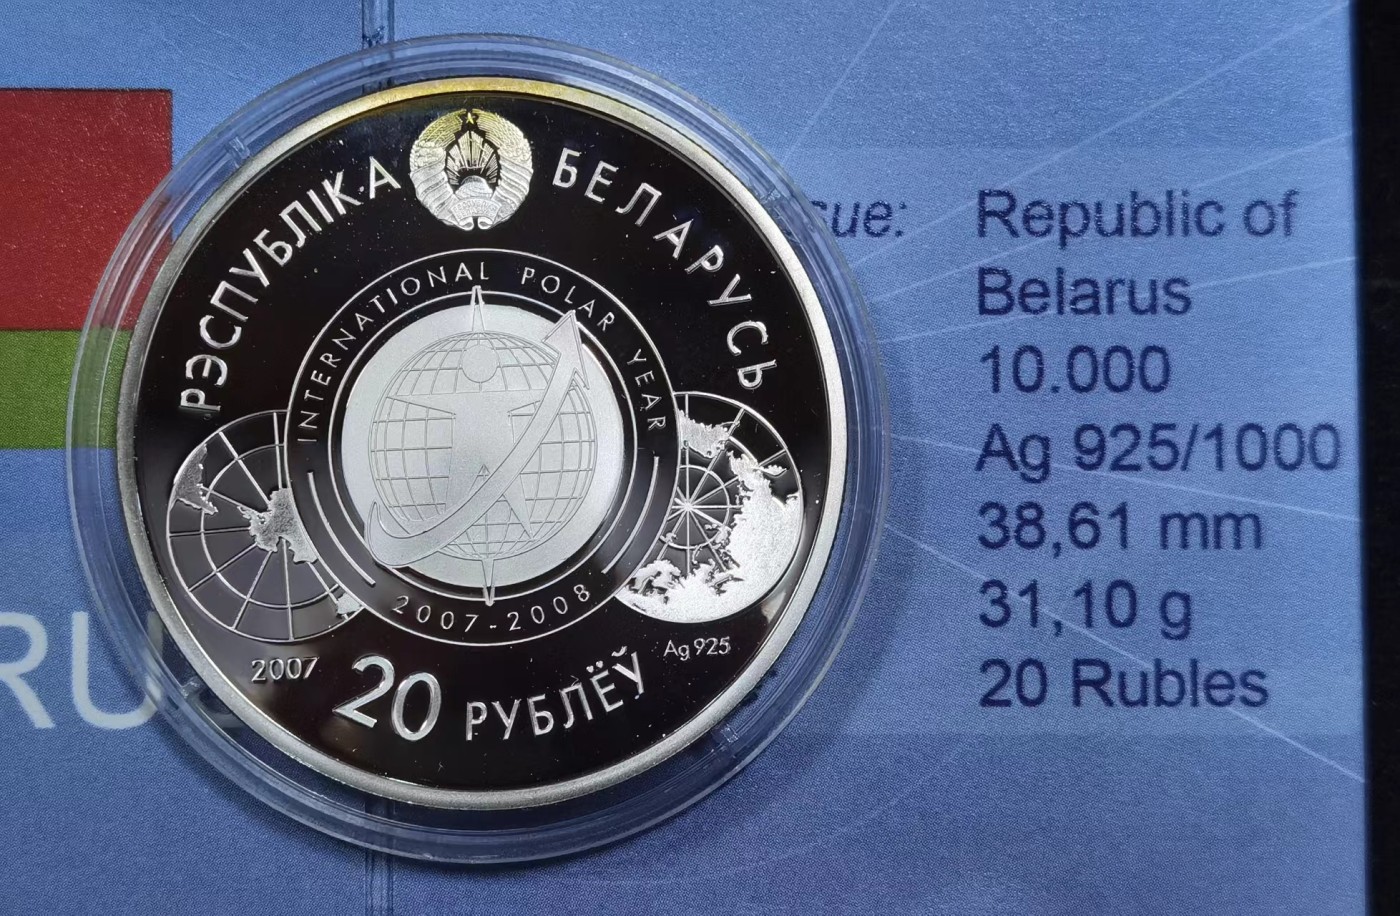 РЭСПУБЛІКА БЕЛАРУСЬ
INTERNATIONAL POLAR YEAR
2007-2008
2007
20 РУБЛЁЎ
Ag 925
Republic of
Belarus
10.000
Ag 925/1000
38,61 mm
31,10 g
20 Rubles